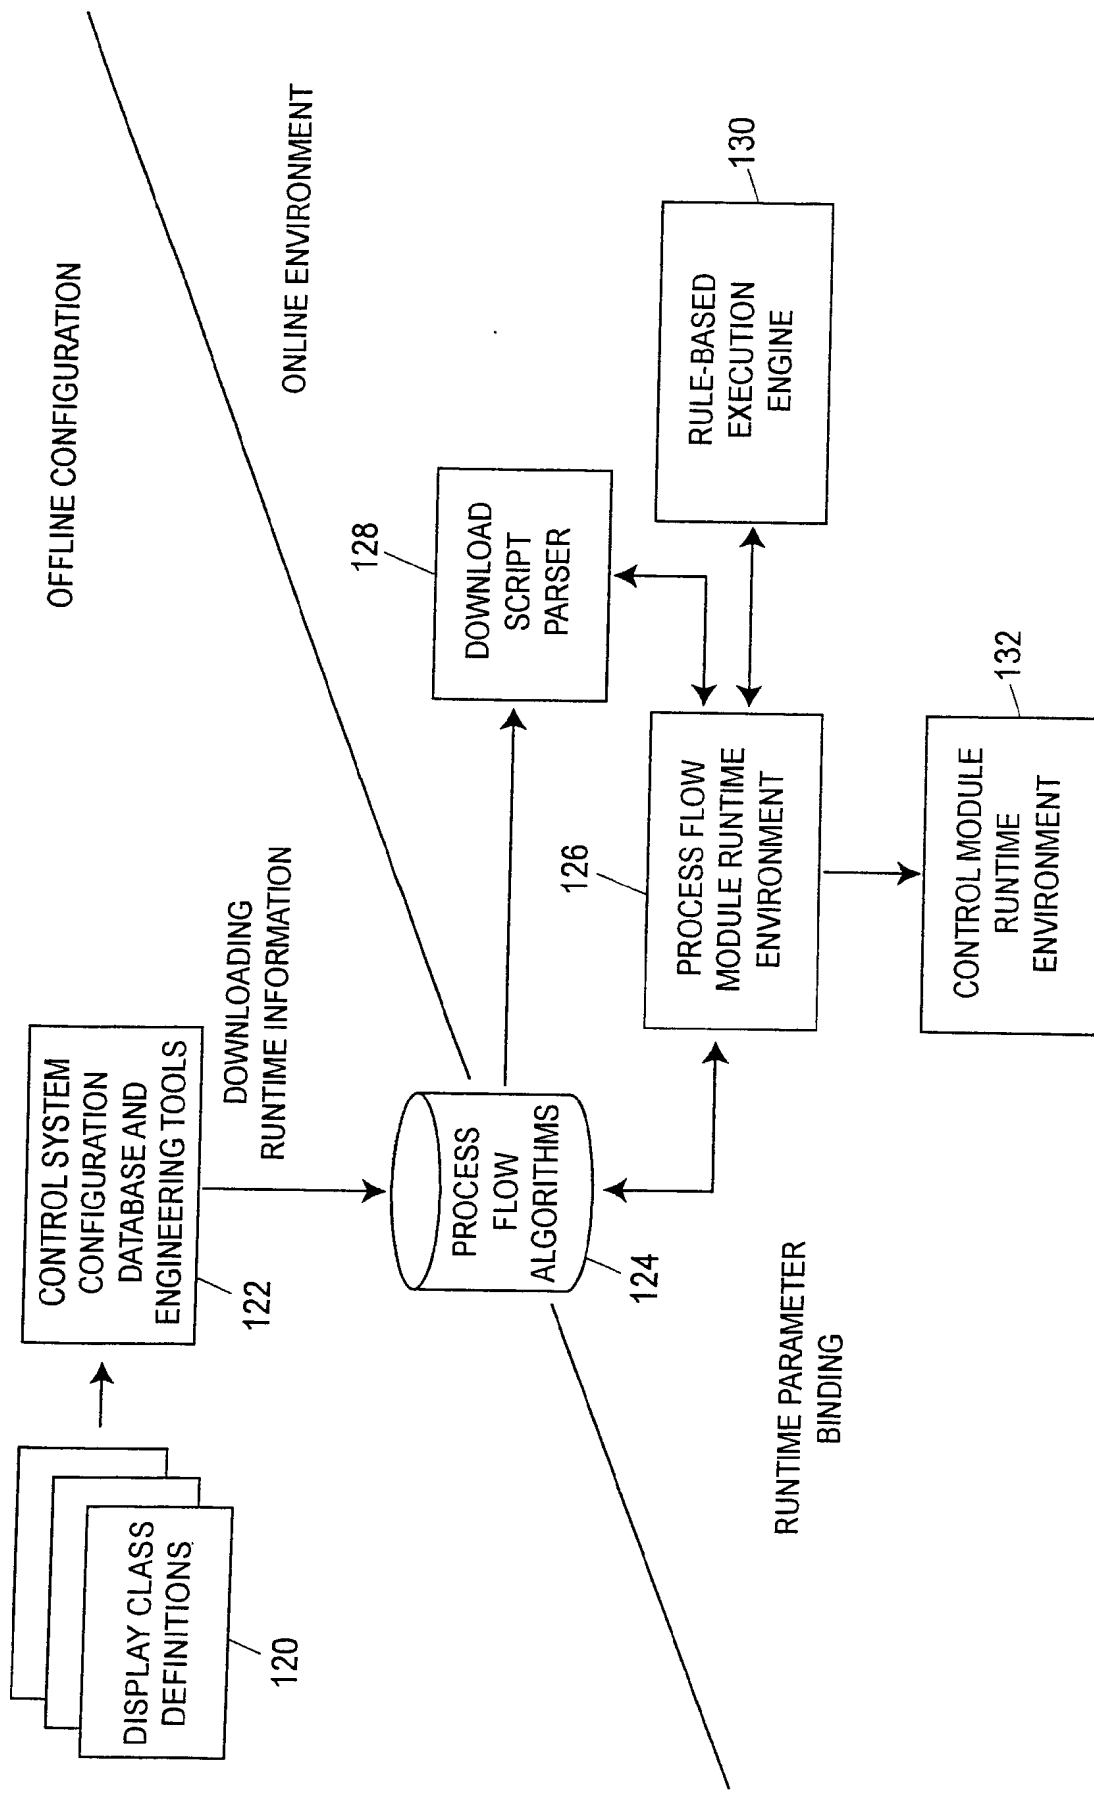 OFFLINE CONFIGURATION
DISPLAY CLASS
DEFINITIONS
120
CONTROL SYSTEM
CONFIGURATION
DATABASE AND
ENGINEERING TOOLS
122
DOWNLOADING
RUNTIME INFORMATION
ONLINE ENVIRONMENT
PROCESS
FLOW
ALGORITHMS
124
128
DOWNLOAD
SCRIPT
PARSER
RUNTIME PARAMETER
BINDING
126
PROCESS FLOW
MODULE RUNTIME
ENVIRONMENT
130
RULE-BASED
EXECUTION
ENGINE
132
CONTROL MODULE
RUNTIME
ENVIRONMENT